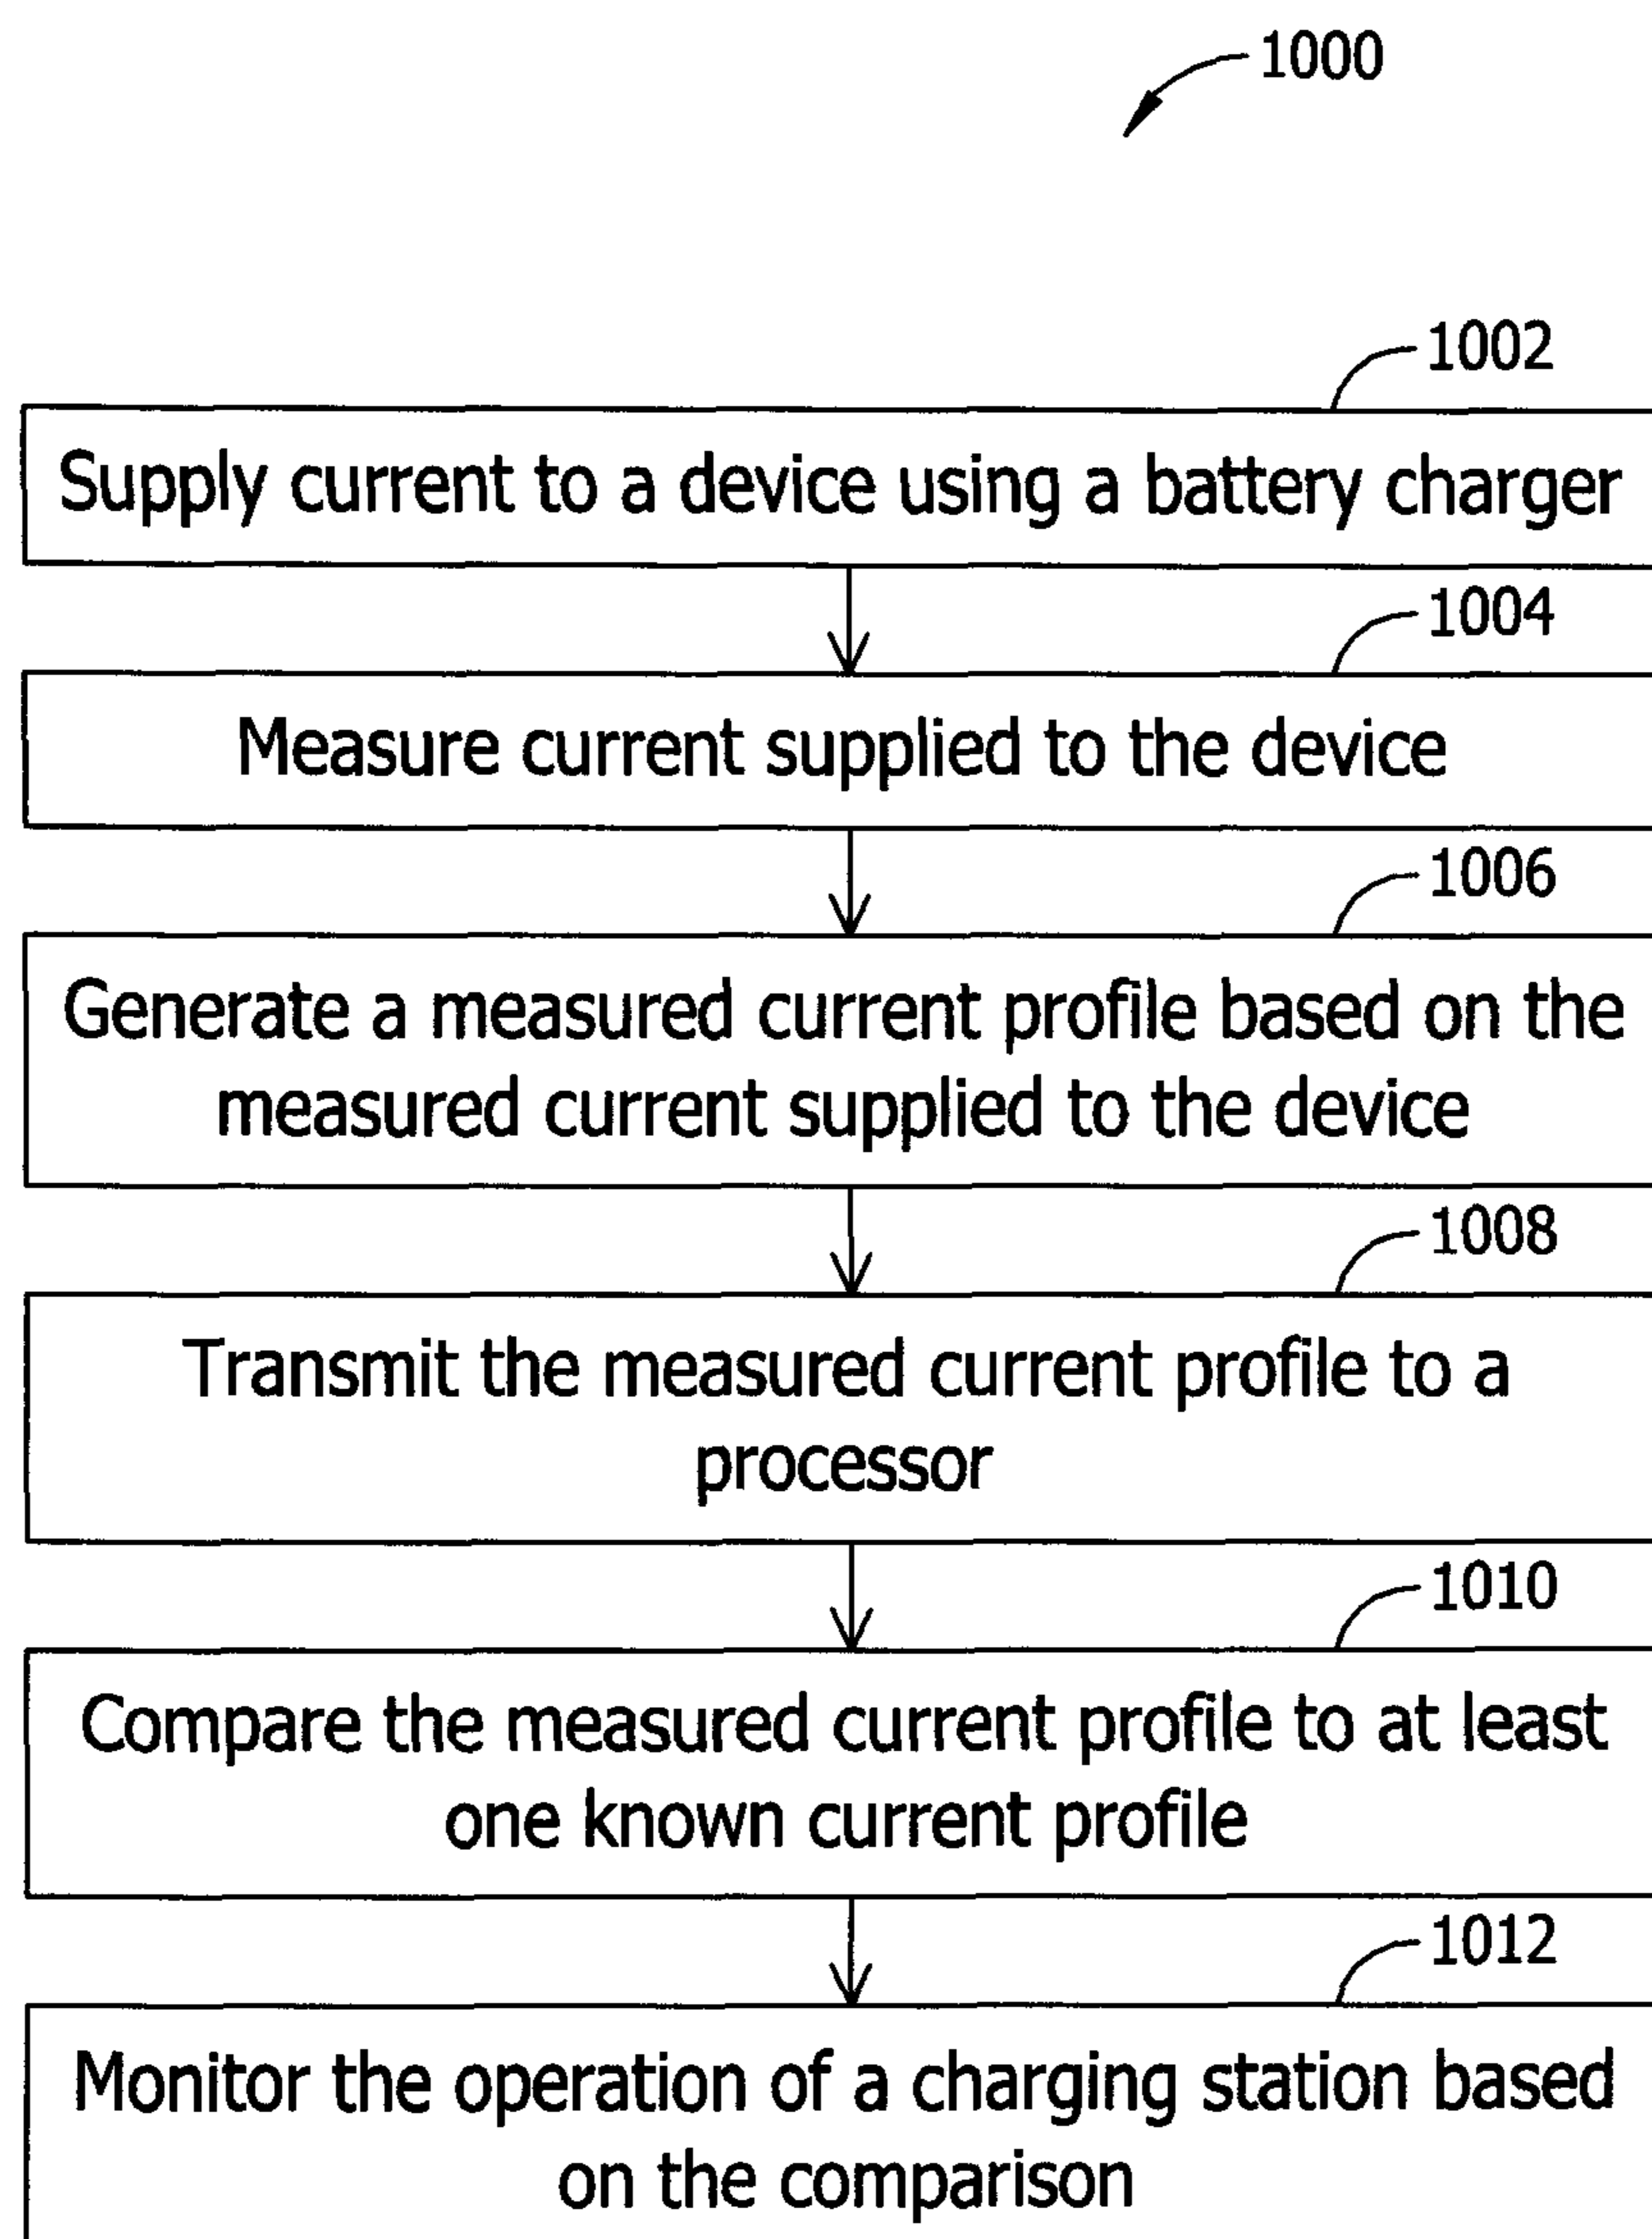 1000
1002
Supply current to a device using a battery charger
1004
Measure current supplied to the device
1006
Generate a measured current profile based on the
measured current supplied to the device
1008
Transmit the measured current profile to a
processor
1010
Compare the measured current profile to at least
one known current profile
1012
Monitor the operation of a charging station based
on the comparison